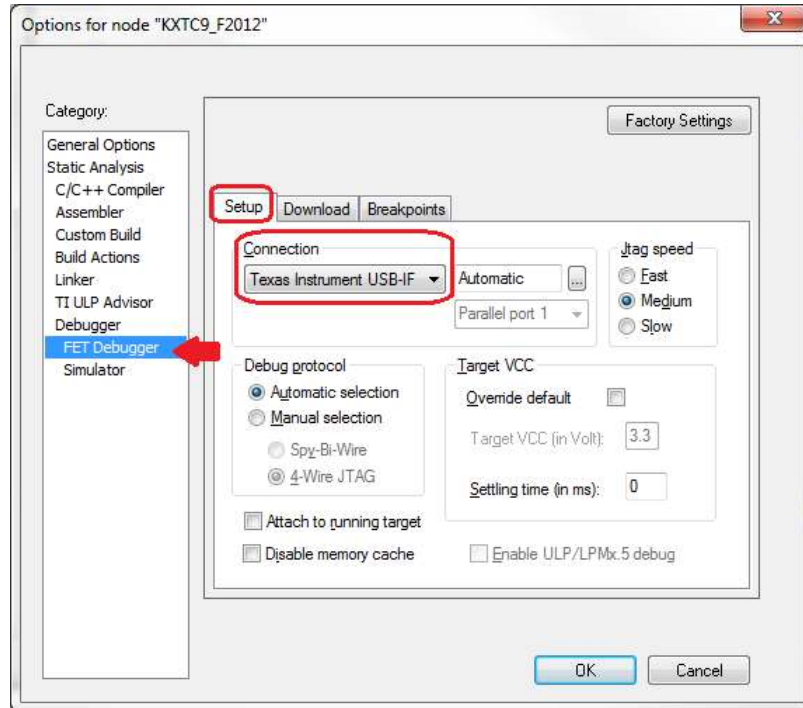 Options for node "KXTC9_F2012"
Category:
General Options
Static Analysis
C/C++ Compiler
Assembler
Custom Build
Build Actions
Linker
TI ULP Advisor
Debugger
FET Debugger
Simulator
Factory Settings
Setup Download Breakpoints
Connection
Texas Instrument USB-IF
Automatic ...
Parallel port 1
Jtag speed
Fast
Medium
Slow
Debug protocol
Automatic selection
Manual selection
Spy-Bi-Wire
4-Wire JTAG
Target VCC
Override default
Target VCC (in Volt): 3.3
Settling time (in ms): 0
Attach to running target
Disable memory cache
Enable ULP/LPMx.5 debug
OK Cancel